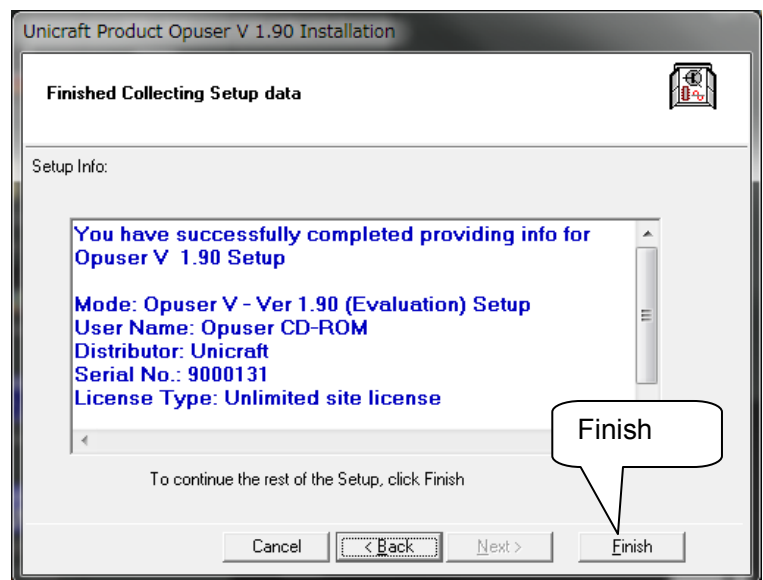 Unicraft Product Opuser V 1.90 Installation
Finished Collecting Setup data
Setup Info:
You have successfully completed providing info for
Opuser V 1.90 Setup
Mode: Opuser V - Ver 1.90 (Evaluation) Setup
User Name: Opuser CD-ROM
Distributor: Unicraft
Serial No.: 9000131
License Type: Unlimited site license
Finish
To continue the rest of the Setup, click Finish
Cancel
< Back
Next >
Finish